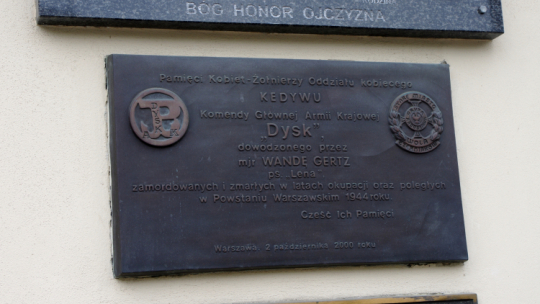 BÓG HONOR OJCZYZNA
Pamięci Kobiet-Żołnierzy Oddziału kobiecego
KEDYWU
Komendy Głównej Armii Krajowej
„Dysk”
dowodzonego przez
mjr WANDĘ GERTZ
ps. „Lena”
zamordowanych i zmarłych w latach okupacji oraz poległych
w Powstaniu Warszawskim 1944 roku.
Cześć Ich Pamięci
Warszawa, 2 października 2000 roku